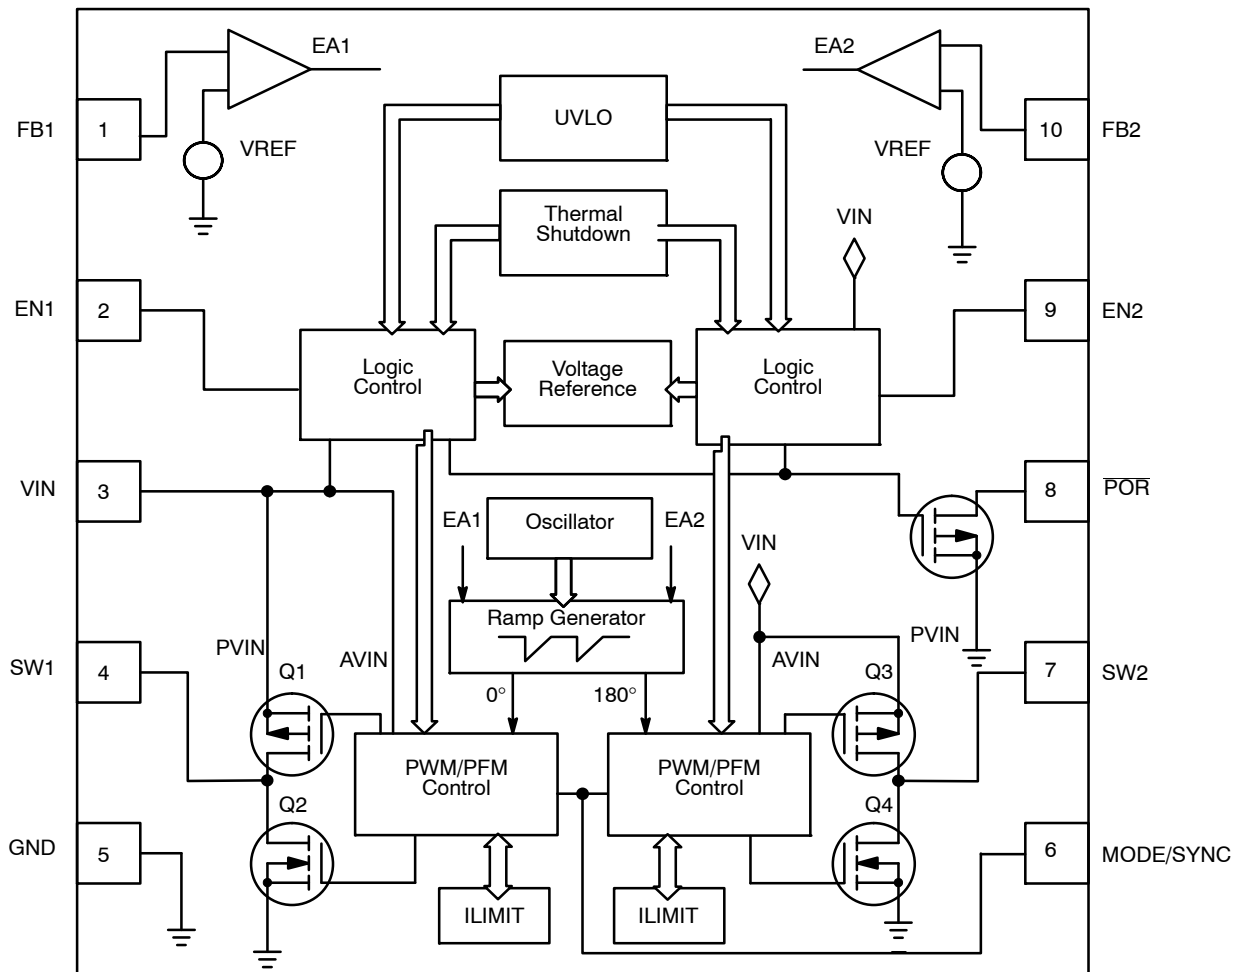 EA1
EA2
UVLO
FB1
1
10
FB2
VREF
VREF
Thermal
Shutdown
VIN
EN1
2
9
EN2
Logic
Control
Voltage
Reference
Logic
Control
VIN
3
8
POR
EA1
Oscillator
EA2
VIN
Ramp Generator
PVIN
AVIN
AVIN
PVIN
SW1
4
Q1
0°
180°
Q3
7
SW2
PWM/PFM
Control
PWM/PFM
Control
Q2
Q4
GND
5
6
MODE/SYNC
ILIMIT
ILIMIT